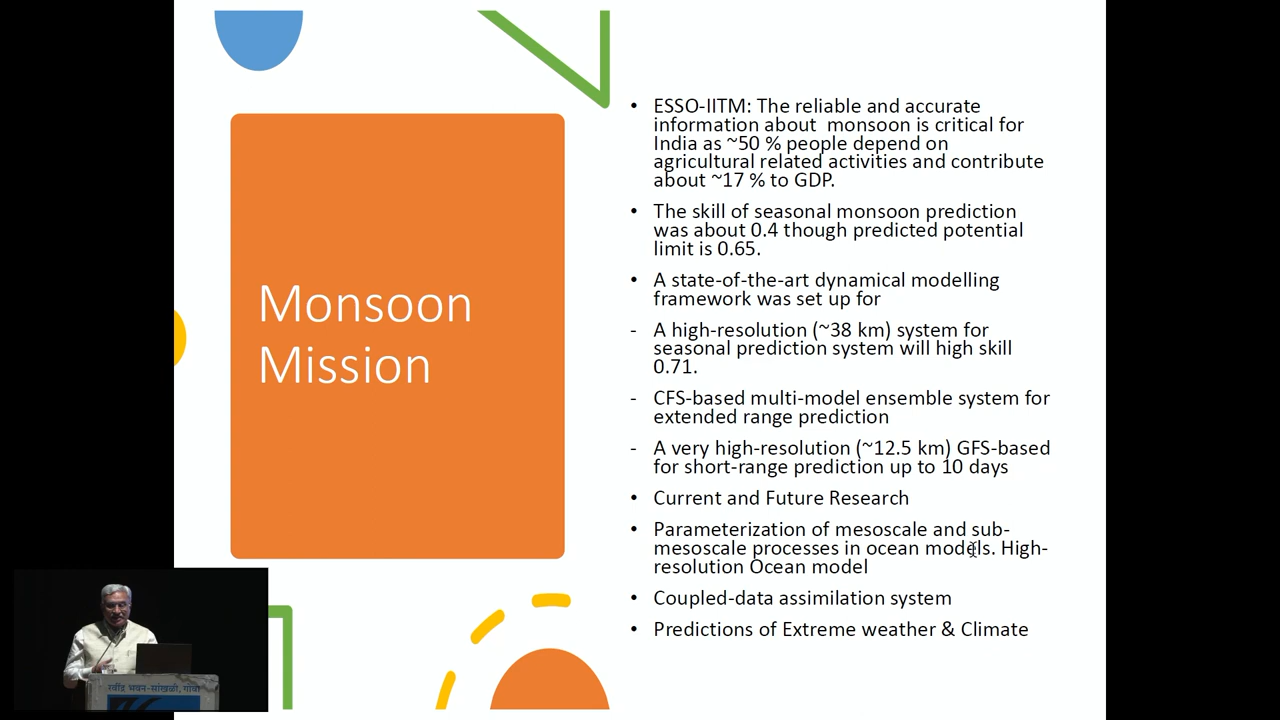 Monsoon
Mission
• ESSO-IITM: The reliable and accurate
information about monsoon is critical for
India as ~50 % people depend on
agricultural related activities and contribute
about ~17 % to GDP.
• The skill of seasonal monsoon prediction
was about 0.4 though predicted potential
limit is 0.65.
• A state-of-the-art dynamical modelling
framework was set up for
- A high-resolution (~38 km) system for
seasonal prediction system will high skill
0.71.
- CFS-based multi-model ensemble system for
extended range prediction
- A very high-resolution (~12.5 km) GFS-based
for short-range prediction up to 10 days
• Current and Future Research
• Parameterization of mesoscale and sub-
mesoscale processes in ocean models. High-
resolution Ocean model
• Coupled-data assimilation system
• Predictions of Extreme weather & Climate
रवींद्र भवन-सांखळी, गोवा